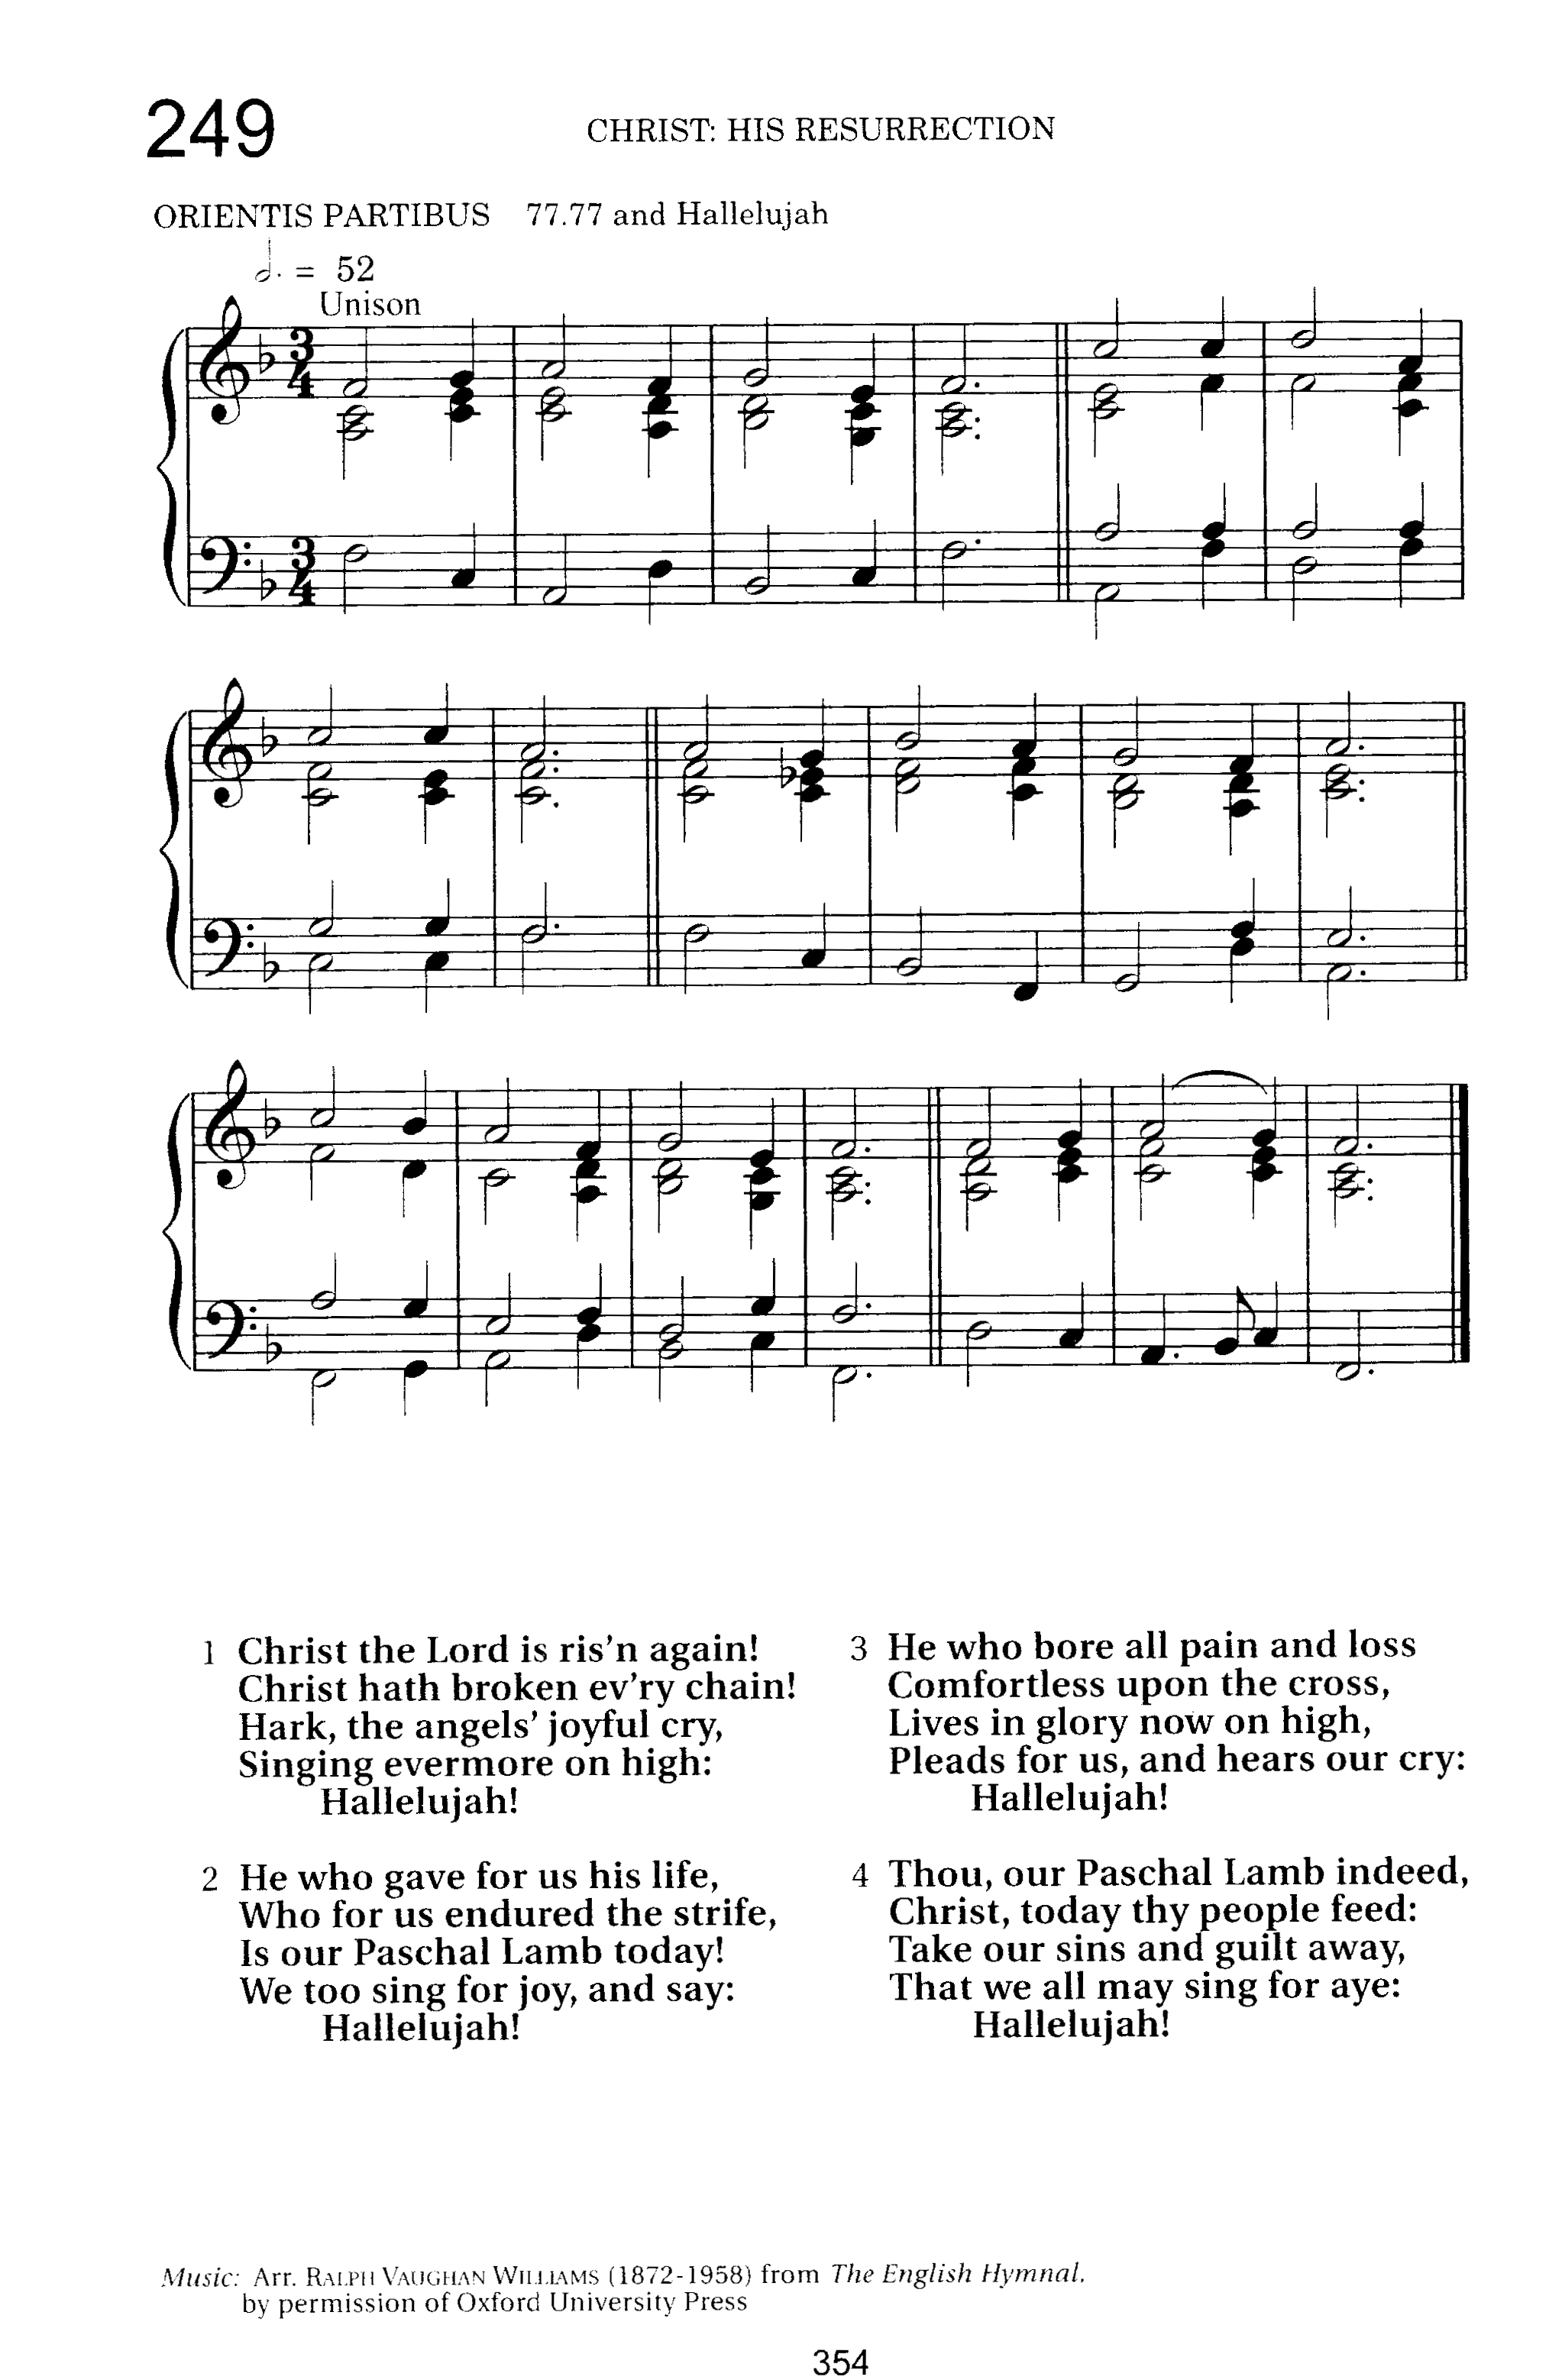 249
CHRIST: HIS RESURRECTION
ORIENTIS PARTIBUS 77.77 and Hallelujah
= 52
Unison
1 Christ the Lord is ris'n again!
Christ hath broken ev'ry chain!
Hark, the angels' joyful cry,
Singing evermore on high:
Hallelujah!
2 He who gave for us his life,
Who for us endured the strife,
Is our Paschal Lamb today!
We too sing for joy, and say:
Hallelujah!
3 He who bore all pain and loss
Comfortless upon the cross,
Lives in glory now on high,
Pleads for us, and hears our cry:
Hallelujah!
4 Thou, our Paschal Lamb indeed,
Christ, today thy people feed:
Take our sins and guilt away,
That we all may sing for aye:
Hallelujah!
Music: Arr. RALPH VAUGHAN WILLIAMS (1872-1958) from The English Hymnal.
by permission of Oxford University Press
354